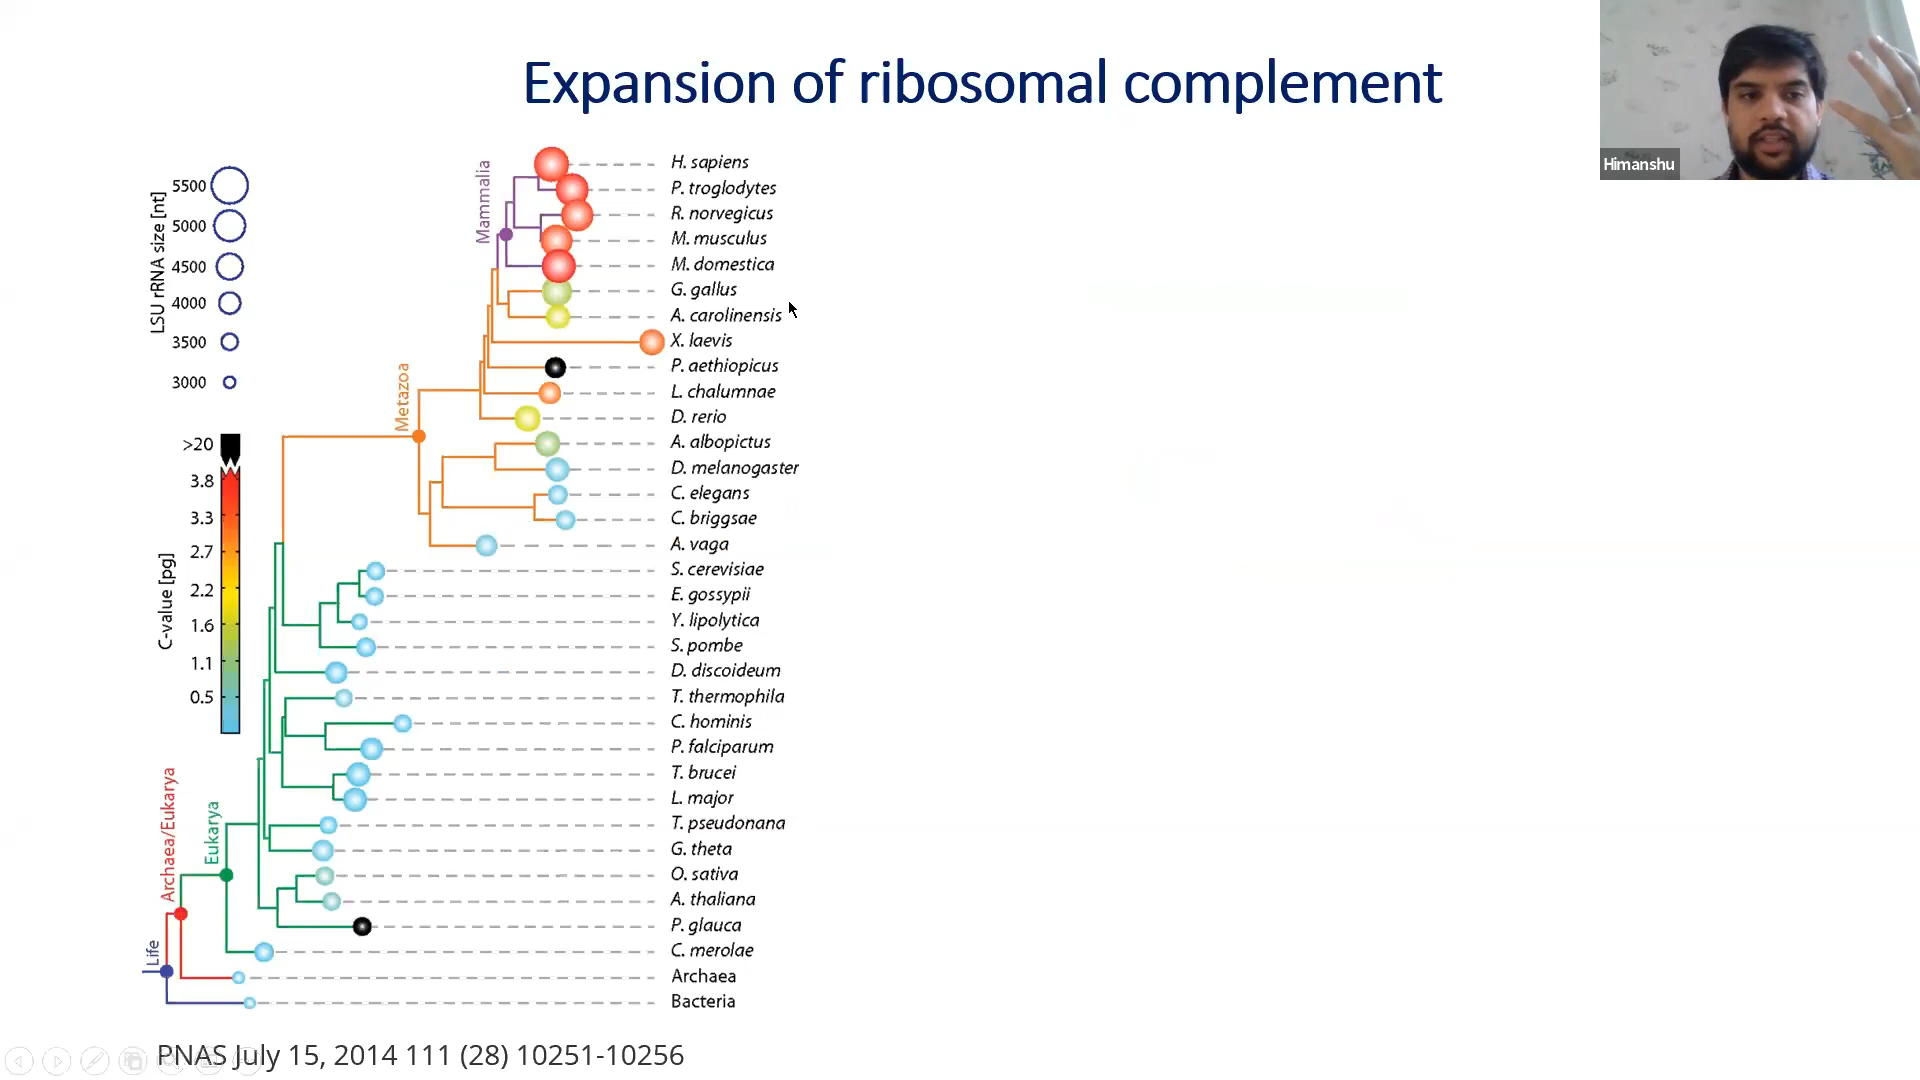 Expansion of ribosomal complement
Himanshu
LSU rRNA size [nt]
5500
5000
4500
4000
3500
3000
C-value [pg]
>20
3.8
3.3
2.7
2.2
1.6
1.1
0.5
Mammalia
Metazoa
Archaea/Eukarya
Eukarya
Life
H. sapiens
P. troglodytes
R. norvegicus
M. musculus
M. domestica
G. gallus
A. carolinensis
X. laevis
P. aethiopicus
L. chalumnae
D. rerio
A. albopictus
D. melanogaster
C. elegans
C. briggsae
A. vaga
S. cerevisiae
E. gossypii
Y. lipolytica
S. pombe
D. discoideum
T. thermophila
C. hominis
P. falciparum
T. brucei
L. major
T. pseudonana
G. theta
O. sativa
A. thaliana
P. glauca
C. merolae
Archaea
Bacteria
PNAS July 15, 2014 111 (28) 10251-10256